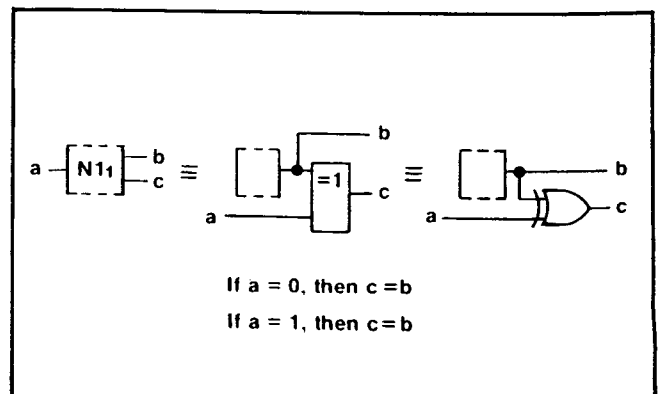 a N1₁ b c ≡ =1 a b c ≡ a b c
If a = 0, then c =b
If a = 1, then c=b